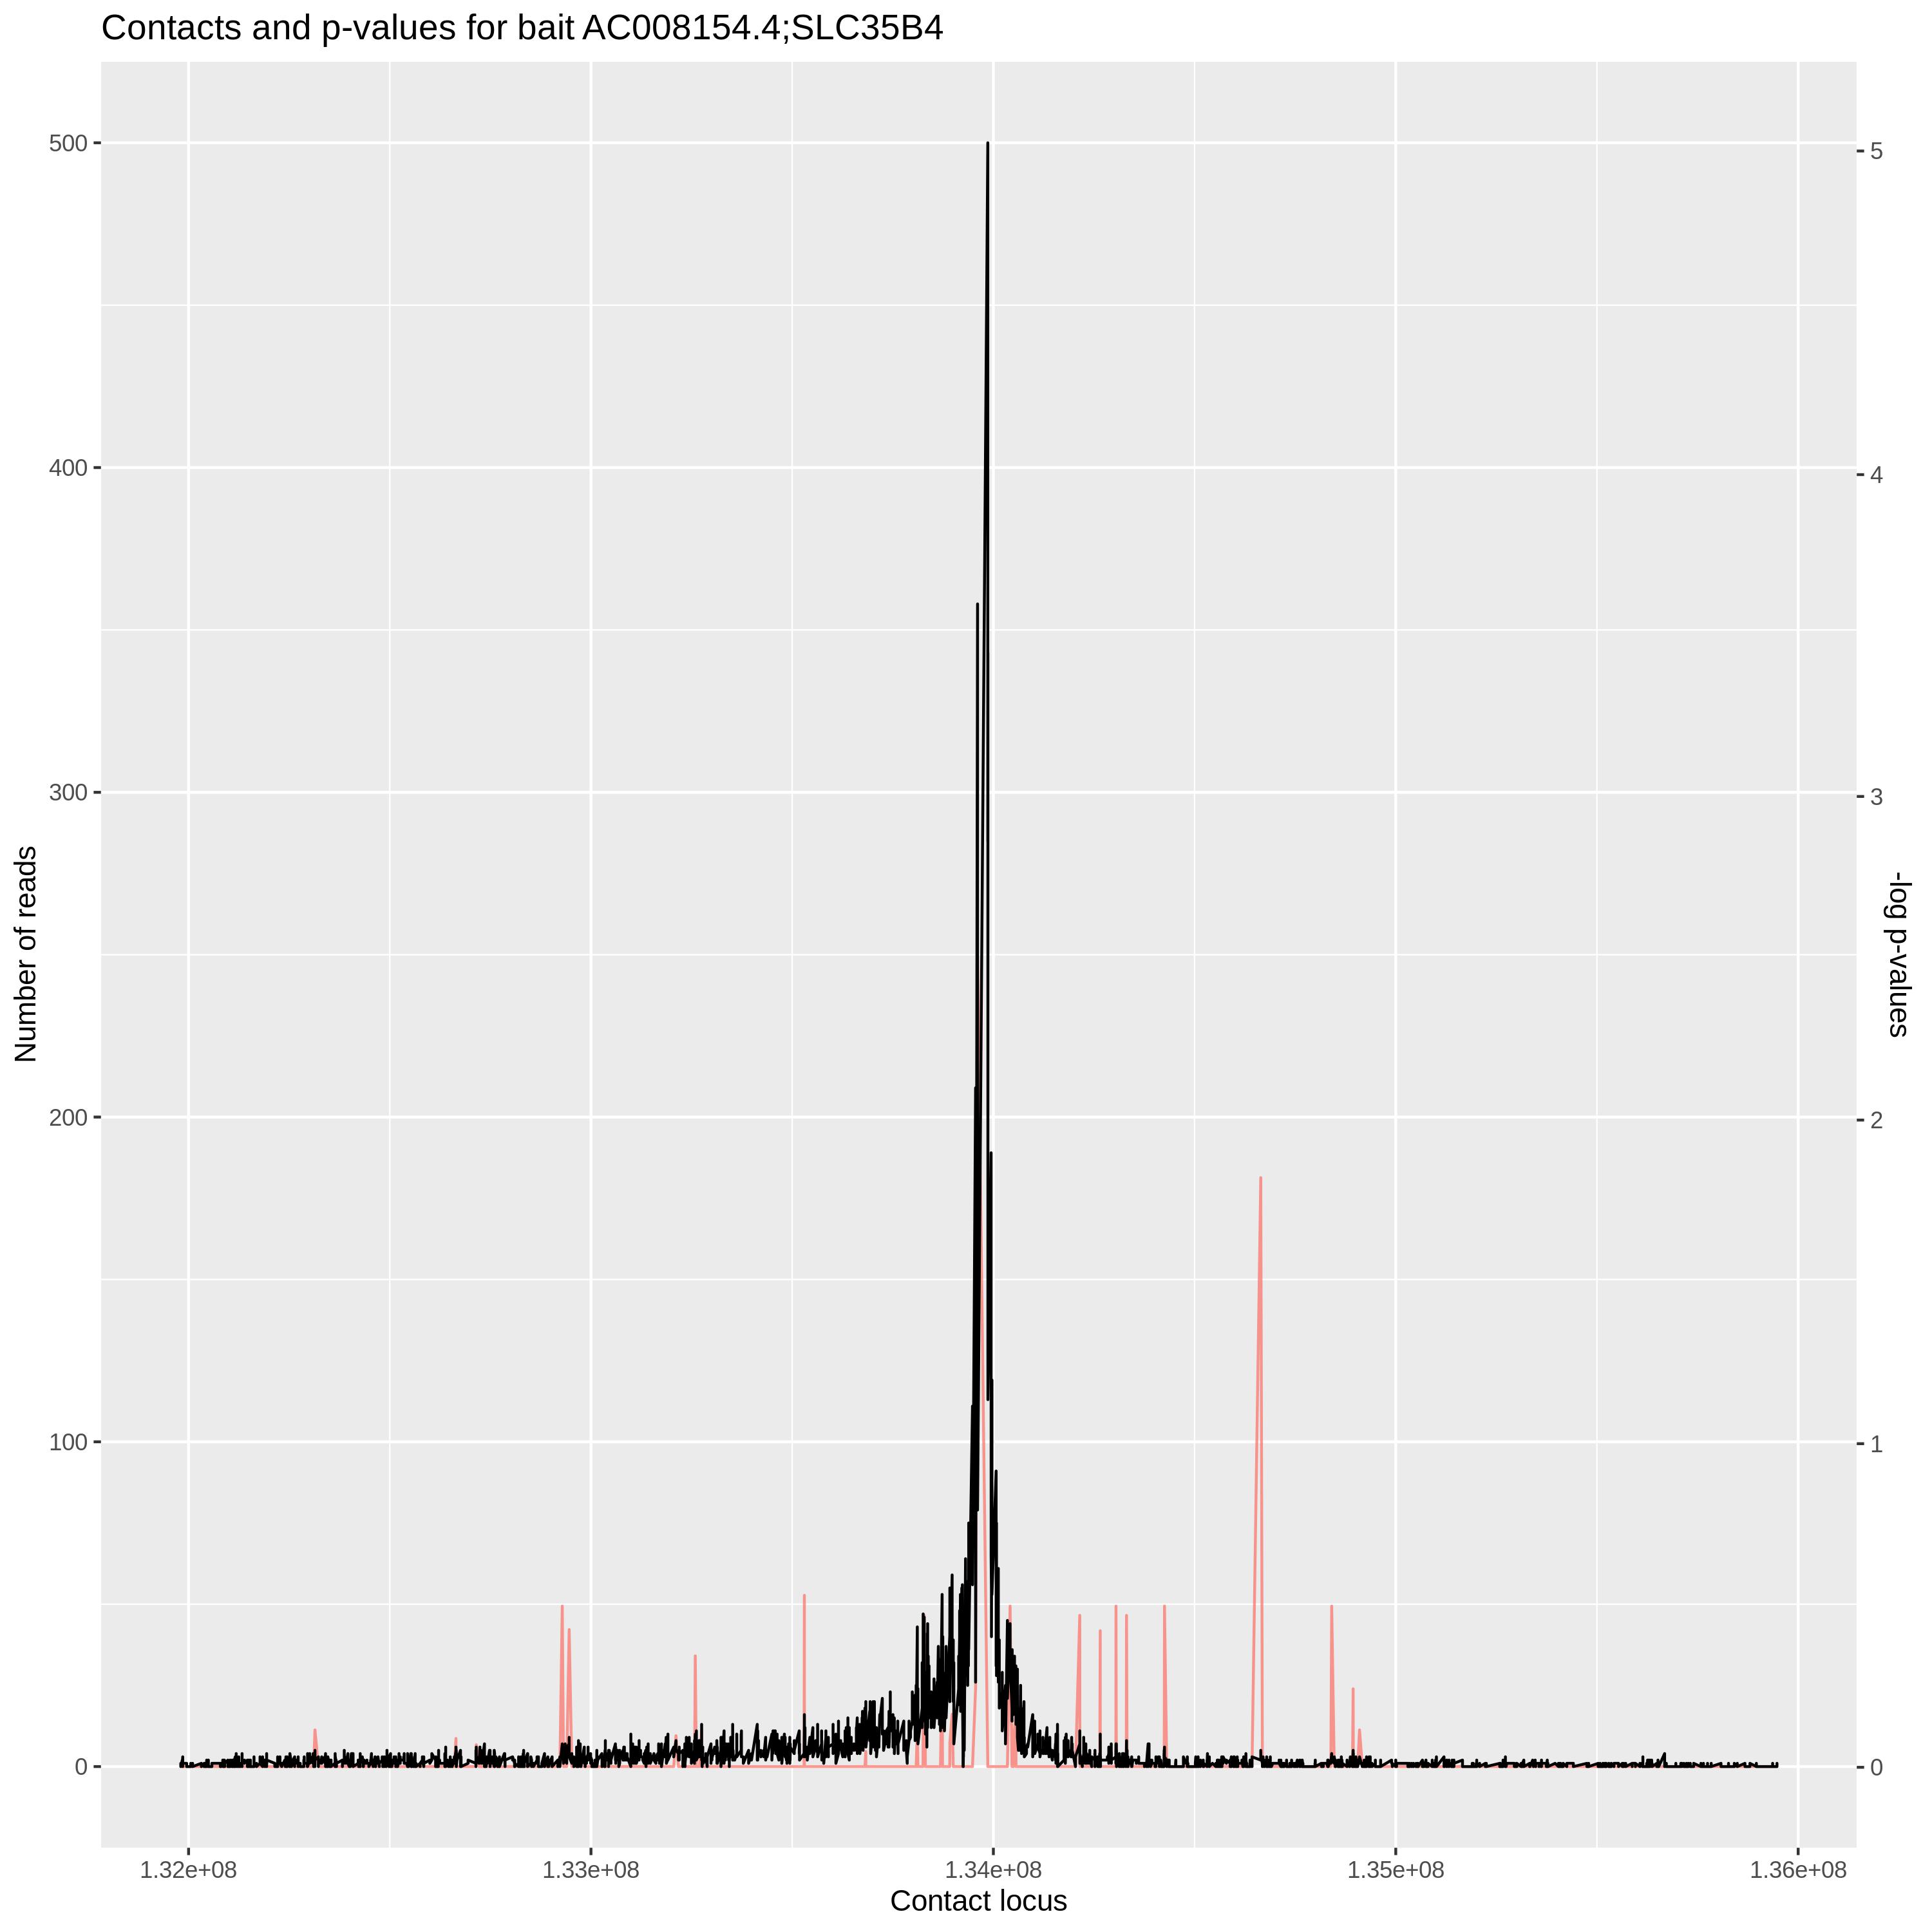 Contacts and p-values for bait AC008154.4;SLC35B4
500
400
300
200
100
0
Number of reads
5
4
3
2
1
0
-log p-values
1.32e+08
1.33e+08
1.34e+08
1.35e+08
1.36e+08
Contact locus